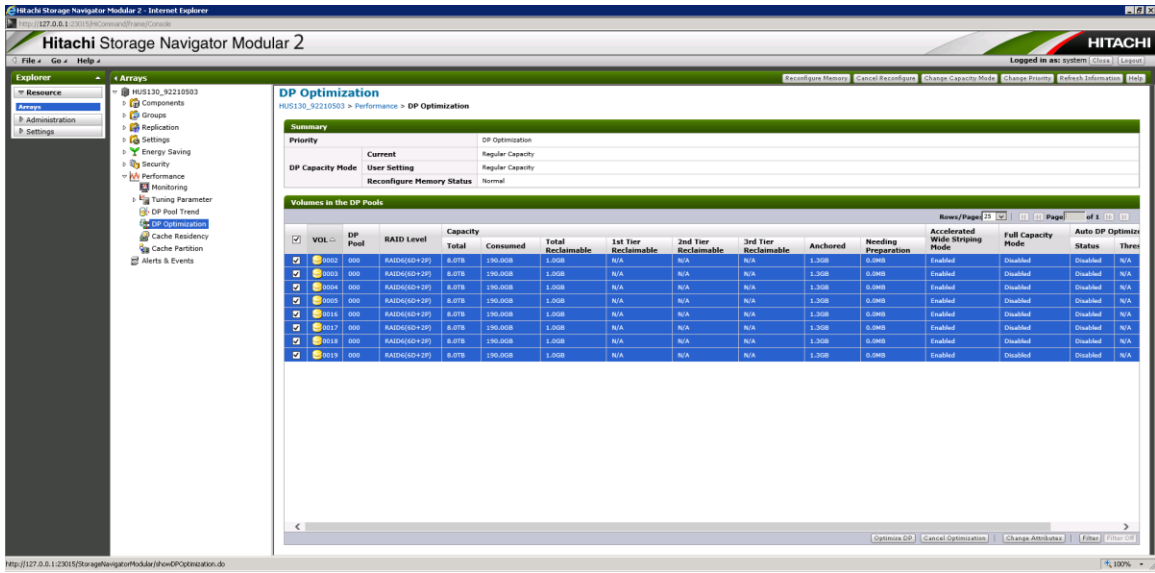 Hitachi Storage Navigator Modular 2 - Internet Explorer
http://127.0.0.1:23015/HiCommand/frame/Console
Hitachi Storage Navigator Modular 2
HITACHI
File Go Help
Logged in as: system Close Logout
Explorer
Arrays
Reconfigure Memory Cancel Reconfigure Change Capacity Mode Change Priority Refresh Information Help
Resource
Arrays
Administration
Settings
HUS130_92210503
Components
Groups
Replication
Settings
Energy Saving
Security
Performance
Monitoring
Tuning Parameter
DP Pool Trend
DP Optimization
Cache Residency
Cache Partition
Alerts & Events
DP Optimization
HUS130_92210503 > Performance > DP Optimization
Summary
Priority DP Optimization
DP Capacity Mode
Current Regular Capacity
User Setting Regular Capacity
Reconfigure Memory Status Normal
Volumes in the DP Pools
Rows/Page: 25 Page of 1
VOL DP Pool RAID Level Capacity Accelerated Wide Striping Mode Full Capacity Mode Auto DP Optimiz
Total Consumed Total Reclaimable 1st Tier Reclaimable 2nd Tier Reclaimable 3rd Tier Reclaimable Anchored Needing Preparation Status Thres
0002 000 RAID6(6D+2P) 8.0TB 190.0GB 1.0GB N/A N/A N/A 1.3GB 0.0MB Enabled Disabled Disabled N/A
0003 000 RAID6(6D+2P) 8.0TB 190.0GB 1.0GB N/A N/A N/A 1.3GB 0.0MB Enabled Disabled Disabled N/A
0004 000 RAID6(6D+2P) 8.0TB 190.0GB 1.0GB N/A N/A N/A 1.3GB 0.0MB Enabled Disabled Disabled N/A
0005 000 RAID6(6D+2P) 8.0TB 190.0GB 1.0GB N/A N/A N/A 1.3GB 0.0MB Enabled Disabled Disabled N/A
0016 000 RAID6(6D+2P) 8.0TB 190.0GB 1.0GB N/A N/A N/A 1.3GB 0.0MB Enabled Disabled Disabled N/A
0017 000 RAID6(6D+2P) 8.0TB 190.0GB 1.0GB N/A N/A N/A 1.3GB 0.0MB Enabled Disabled Disabled N/A
0018 000 RAID6(6D+2P) 8.0TB 190.0GB 1.0GB N/A N/A N/A 1.3GB 0.0MB Enabled Disabled Disabled N/A
0019 000 RAID6(6D+2P) 8.0TB 190.0GB 1.0GB N/A N/A N/A 1.3GB 0.0MB Enabled Disabled Disabled N/A
Optimize DP Cancel Optimization Change Attributes Filter Filter Off
http://127.0.0.1:23015/StorageNavigatorModular/showDPOptimization.do
100%